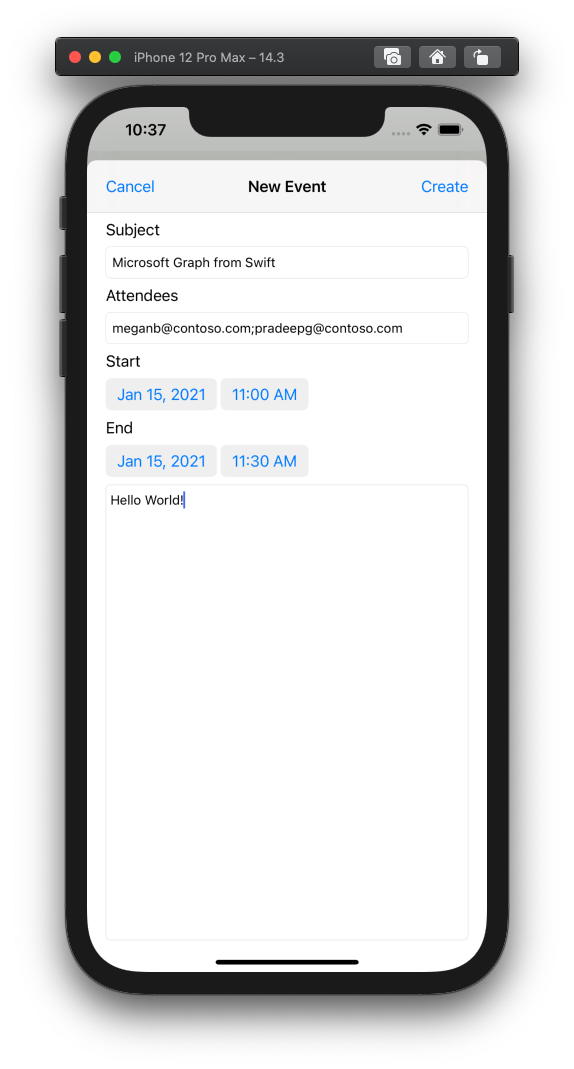 iPhone 12 Pro Max – 14.3
10:37
Cancel New Event Create
Subject
Microsoft Graph from Swift
Attendees
meganb@contoso.com;pradeepg@contoso.com
Start
Jan 15, 2021 11:00 AM
End
Jan 15, 2021 11:30 AM
Hello World!